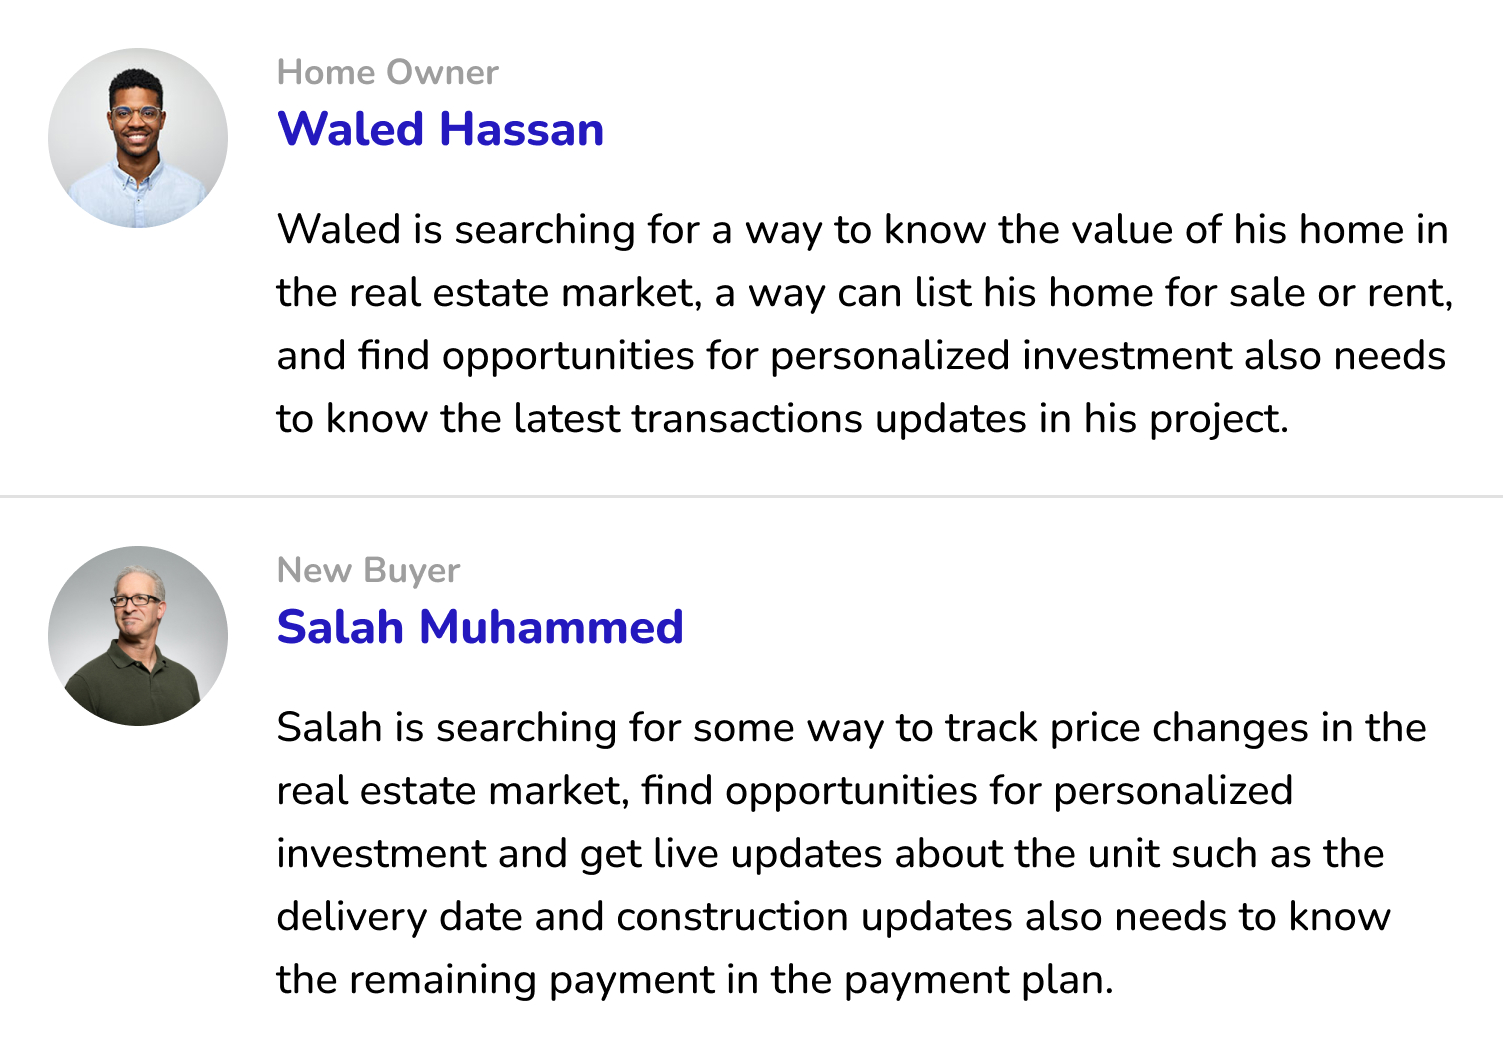 Home Owner
Waled Hassan
Waled is searching for a way to know the value of his home in
the real estate market, a way can list his home for sale or rent,
and find opportunities for personalized investment also needs
to know the latest transactions updates in his project.
New Buyer
Salah Muhammed
Salah is searching for some way to track price changes in the
real estate market, find opportunities for personalized
investment and get live updates about the unit such as the
delivery date and construction updates also needs to know
the remaining payment in the payment plan.